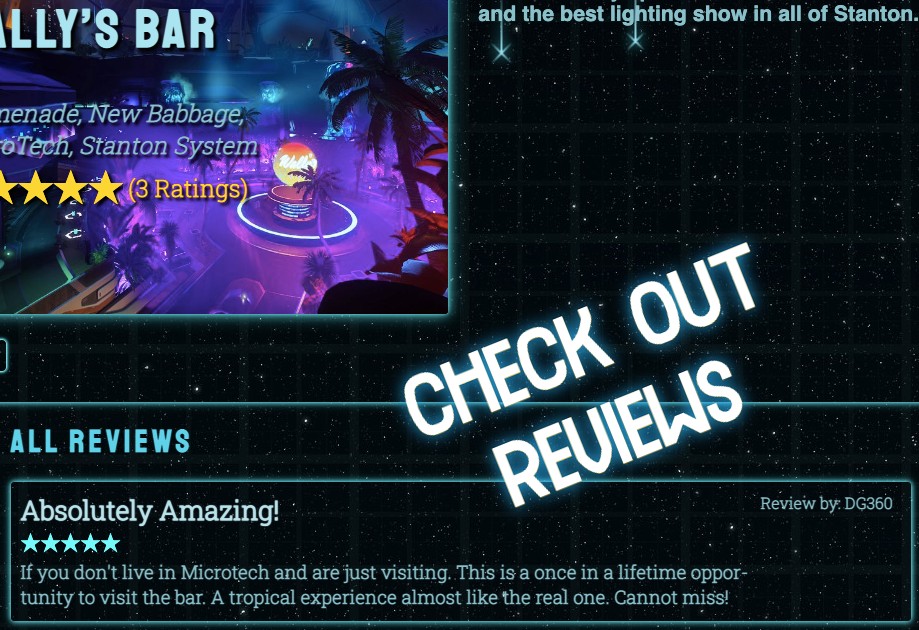 ALLY'S BAR
and the best lighting show in all of Stanton.
menade, New Babbage,
roTech, Stanton System
(3 Ratings)
CHECK OUT
REVIEWS
ALL REVIEWS
Absolutely Amazing!
Review by: DG360
If you don't live in Microtech and are just visiting. This is a once in a lifetime oppor-
tunity to visit the bar. A tropical experience almost like the real one. Cannot miss!